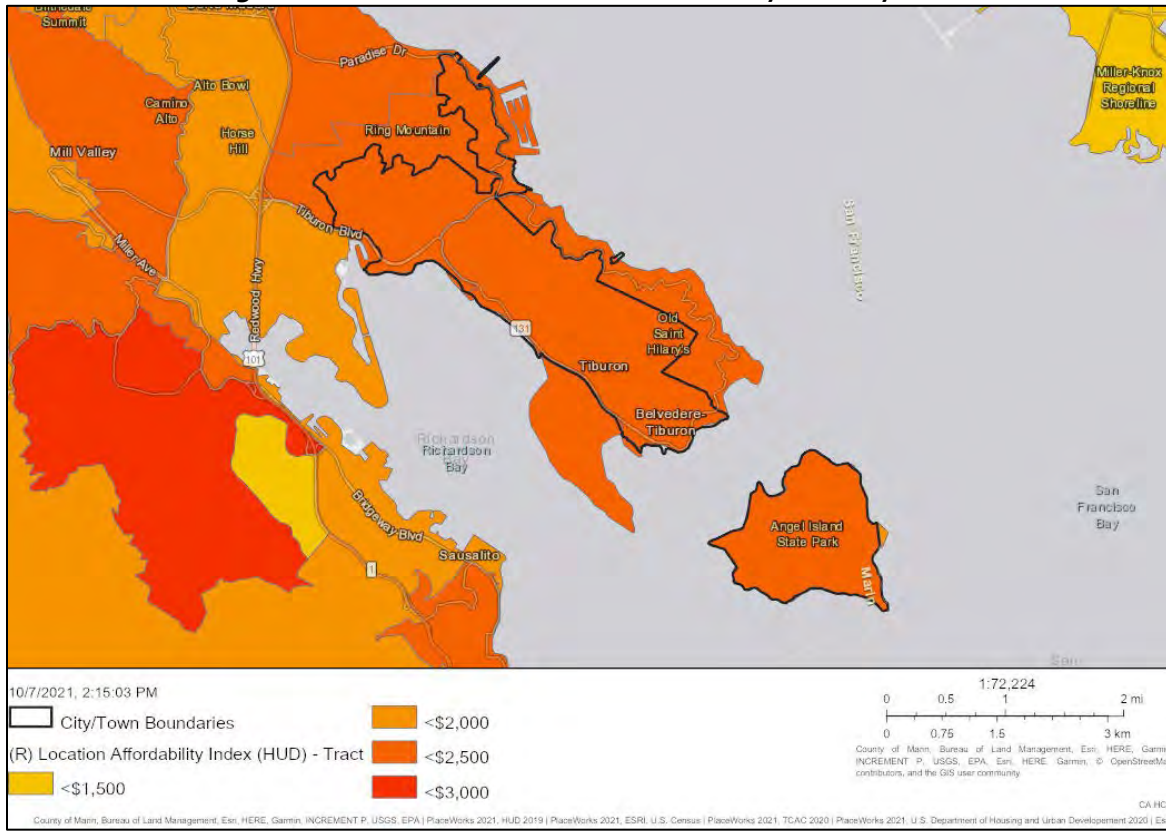 Summit
Paradise Dr
Miller-Knox
Regional
Shoreline
Alto Bowl
Camino
Alto
Ring Mountain
Horse
Hill
Mill Valley
Tiburon Blvd
San Francisco
Miller Ave
Redwood Hwy
131
Old
Saint
Hilary's
101
Tiburon
Belvedere-
Tiburon
Richardson
Bay
Richardson
Bay
San
Francisco
Bay
Bridgeway Blvd
Angel Island
State Park
Sausalito
1
Marin
San
10/7/2021, 2:15:03 PM
1:72,224
0 0.5 1 2 mi
0 0.75 1.5 3 km
City/Town Boundaries
(R) Location Affordability Index (HUD) - Tract
<$1,500
<$2,000
<$2,500
<$3,000
County of Marin, Bureau of Land Management, Esri, HERE, Garmin,
INCREMENT P, USGS, EPA, Esri, HERE, Garmin, © OpenStreetMap
contributors, and the GIS user community
CA HC
County of Marin, Bureau of Land Management, Esri, HERE, Garmin, INCREMENT P, USGS, EPA | PlaceWorks 2021, HUD 2019 | PlaceWorks 2021, ESRI, U.S. Census | PlaceWorks 2021, TCAC 2020 | PlaceWorks 2021, U.S. Department of Housing and Urban Developement 2020 | Es